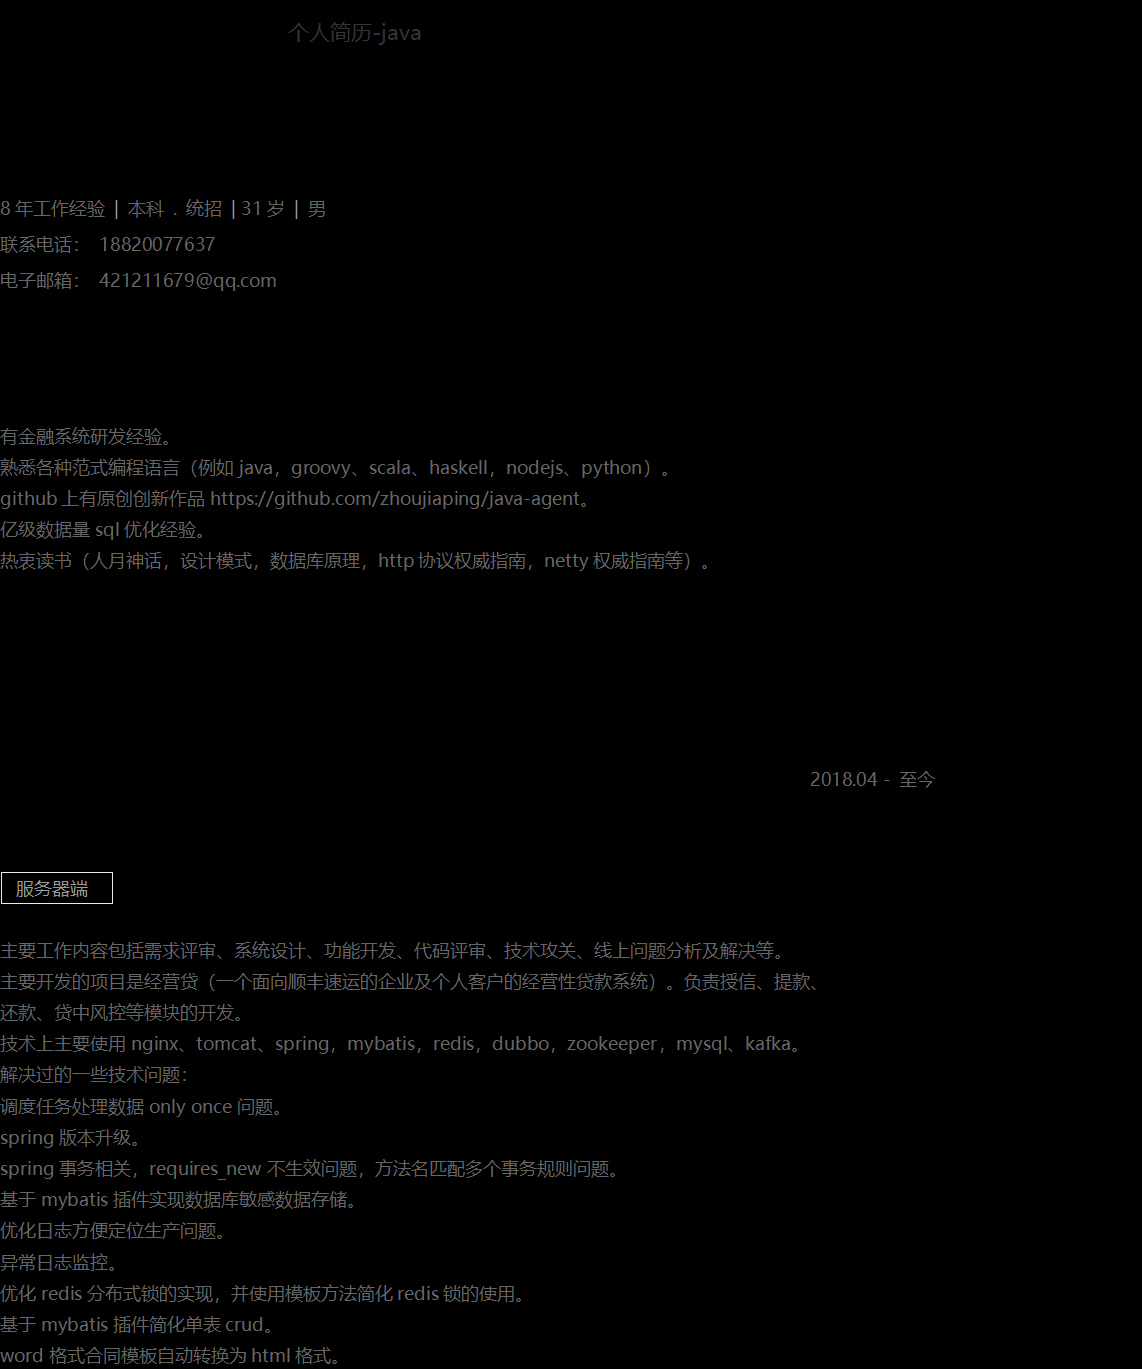 个人简历-java
8 年工作经验 | 本科 . 统招 | 31 岁 | 男
联系电话： 18820077637
电子邮箱： 421211679@qq.com
有金融系统研发经验。
熟悉各种范式编程语言（例如 java，groovy、scala、haskell，nodejs、python）。
github 上有原创创新作品 https://github.com/zhoujiaping/java-agent。
亿级数据量 sql 优化经验。
热衷读书（人月神话，设计模式，数据库原理，http 协议权威指南，netty 权威指南等）。
2018.04 - 至今
服务器端
主要工作内容包括需求评审、系统设计、功能开发、代码评审、技术攻关、线上问题分析及解决等。
主要开发的项目是经营贷（一个面向顺丰速运的企业及个人客户的经营性贷款系统）。负责授信、提款、
还款、贷中风控等模块的开发。
技术上主要使用 nginx、tomcat、spring，mybatis，redis，dubbo，zookeeper，mysql、kafka。
解决过的一些技术问题：
调度任务处理数据 only once 问题。
spring 版本升级。
spring 事务相关，requires_new 不生效问题，方法名匹配多个事务规则问题。
基于 mybatis 插件实现数据库敏感数据存储。
优化日志方便定位生产问题。
异常日志监控。
优化 redis 分布式锁的实现，并使用模板方法简化 redis 锁的使用。
基于 mybatis 插件简化单表 crud。
word 格式合同模板自动转换为 html 格式。